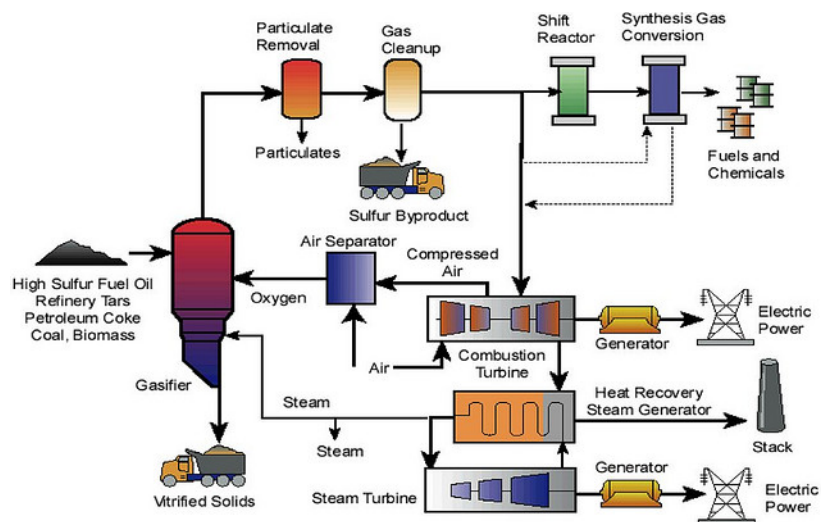 Particulate
Removal
Gas
Cleanup
Shift
Reactor
Synthesis Gas
Conversion
Particulates
Sulfur Byproduct
Fuels and
Chemicals
High Sulfur Fuel Oil
Refinery Tars
Petroleum Coke
Coal, Biomass
Air Separator
Compressed
Air
Oxygen
Gasifier
Air
Combustion
Turbine
Generator
Electric
Power
Steam
Steam
Heat Recovery
Steam Generator
Stack
Vitrified Solids
Steam Turbine
Generator
Electric
Power